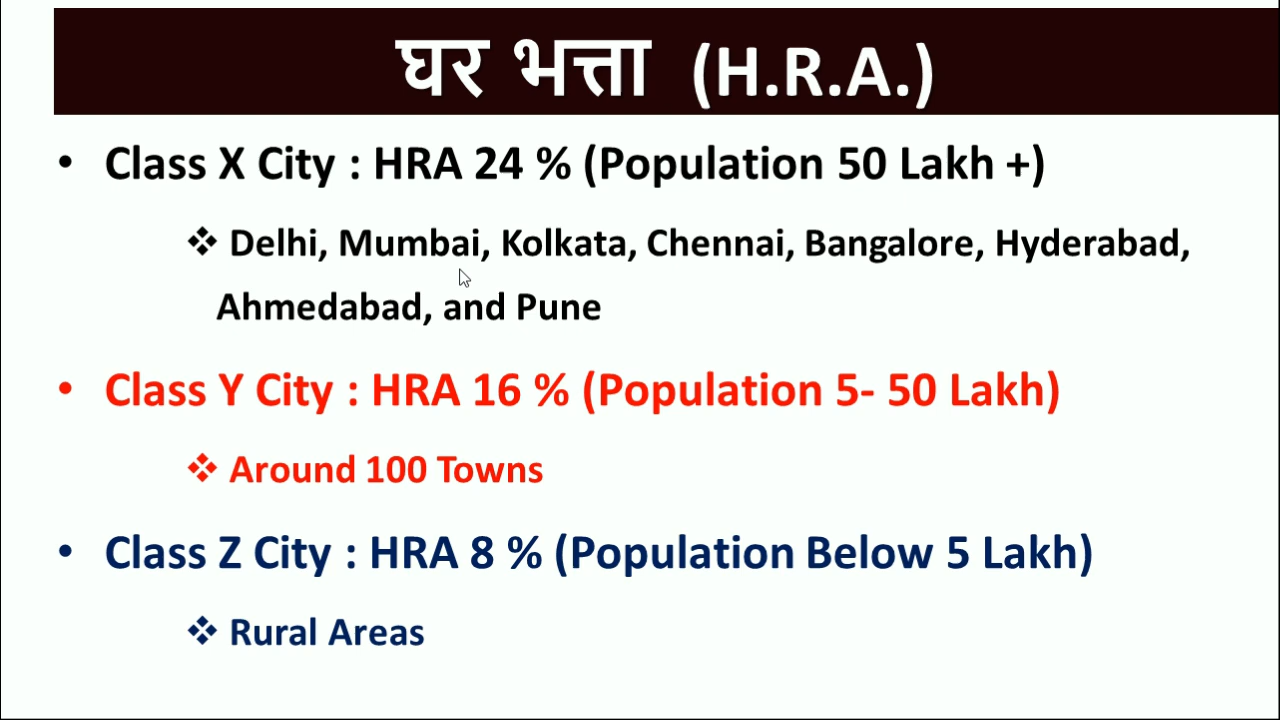 घर भत्ता (H.R.A.)
• Class X City : HRA 24 % (Population 50 Lakh +)
❖ Delhi, Mumbai, Kolkata, Chennai, Bangalore, Hyderabad,
Ahmedabad, and Pune
• Class Y City : HRA 16 % (Population 5- 50 Lakh)
❖ Around 100 Towns
• Class Z City : HRA 8 % (Population Below 5 Lakh)
❖ Rural Areas